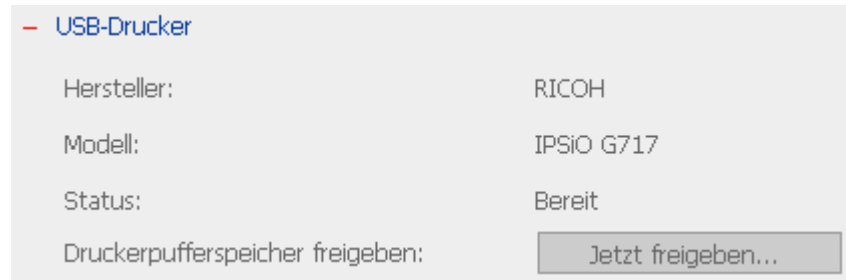 – USB-Drucker
Hersteller: RICOH
Modell: IPSiO G717
Status: Bereit
Druckerpufferspeicher freigeben: Jetzt freigeben...